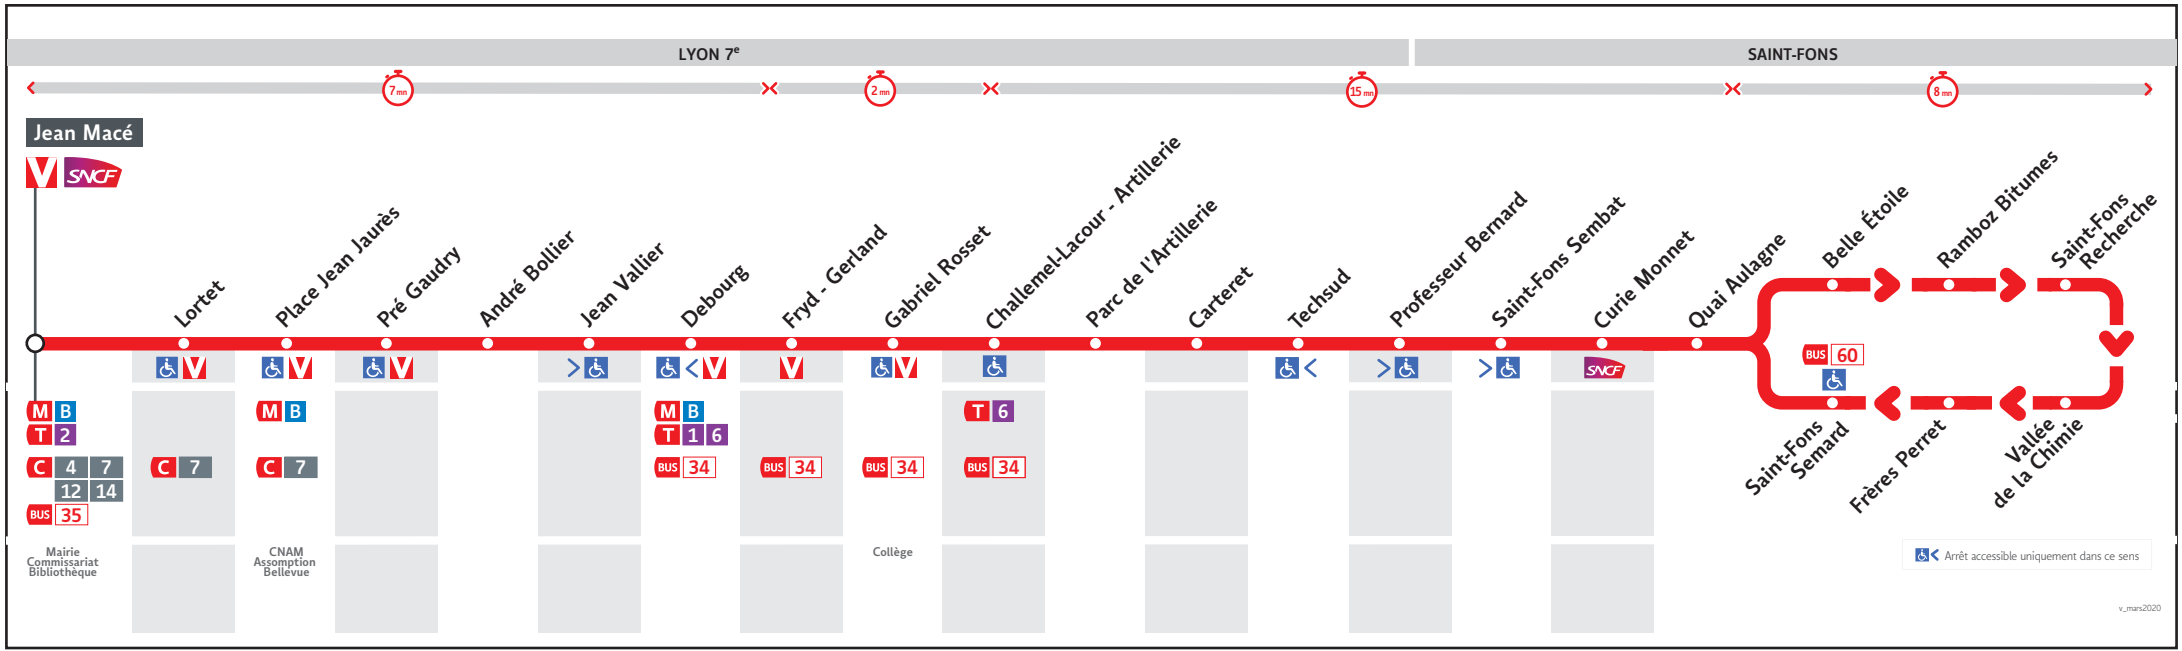 LYON 7e
SAINT-FONS
7 mn
2 mn
15 mn
8 mn
Jean Macé
V SNCF
Lortet
Place Jean Jaurès
Pré Gaudry
André Bollier
Jean Vallier
Debourg
Fryd - Gerland
Gabriel Rosset
Challemel-Lacour - Artillerie
Parc de l'Artillerie
Carteret
Techsud
Professeur Bernard
Saint-Fons Sembat
Curie Monnet
Quai Aulagne
Belle Étoile
Ramboz Bitumes
Saint-Fons
Recherche
Vallée
de la Chimie
Frères Perret
Saint-Fons
Semard
BUS 60
V
V
V
< V
V
V
>
<
>
>
SNCF
M B
T 2
C 4 7
12 14
BUS 35
C 7
M B
C 7
M B
T 1 6
BUS 34
BUS 34
BUS 34
T 6
BUS 34
Mairie
Commissariat
Bibliothèque
CNAM
Assomption
Bellevue
Collège
< Arrêt accessible uniquement dans ce sens
v_mars2020